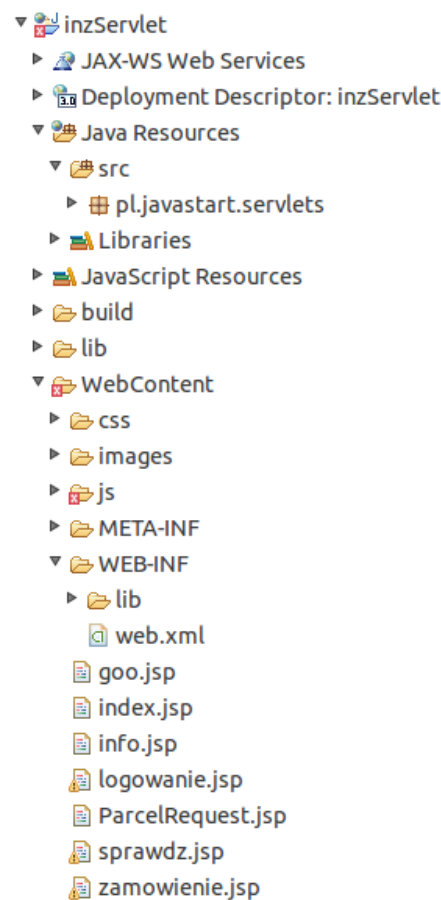 inzServlet
JAX-WS Web Services
3.0 Deployment Descriptor: inzServlet
Java Resources
src
pl.javastart.servlets
Libraries
JavaScript Resources
build
lib
WebContent
css
images
js
META-INF
WEB-INF
lib
web.xml
goo.jsp
index.jsp
info.jsp
logowanie.jsp
ParcelRequest.jsp
sprawdz.jsp
zamowienie.jsp